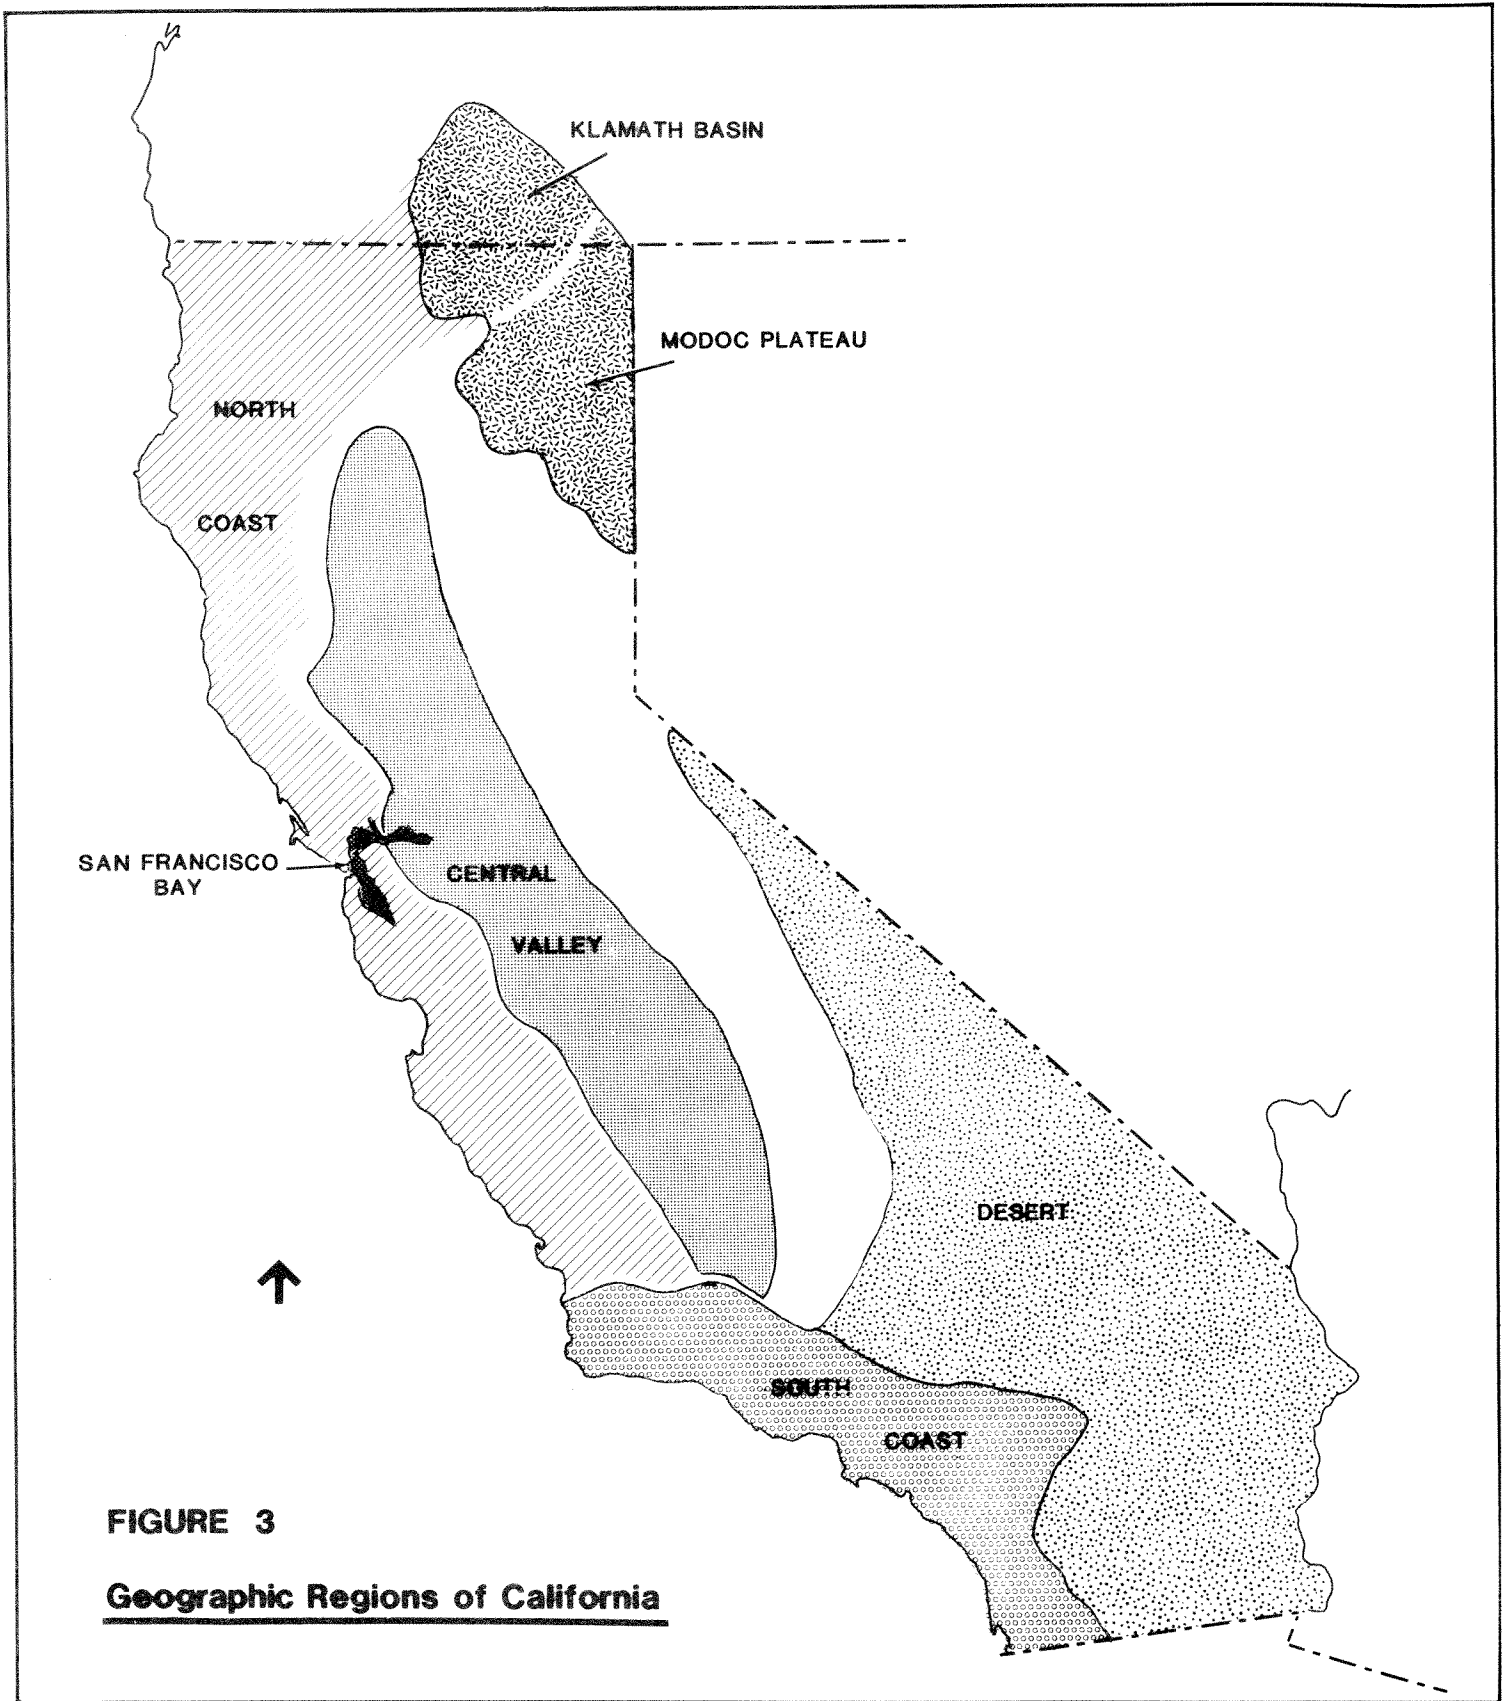 KLAMATH BASIN
MODOC PLATEAU
NORTH
COAST
SAN FRANCISCO
BAY
CENTRAL
VALLEY
DESERT
SOUTH
COAST
FIGURE 3
Geographic Regions of California